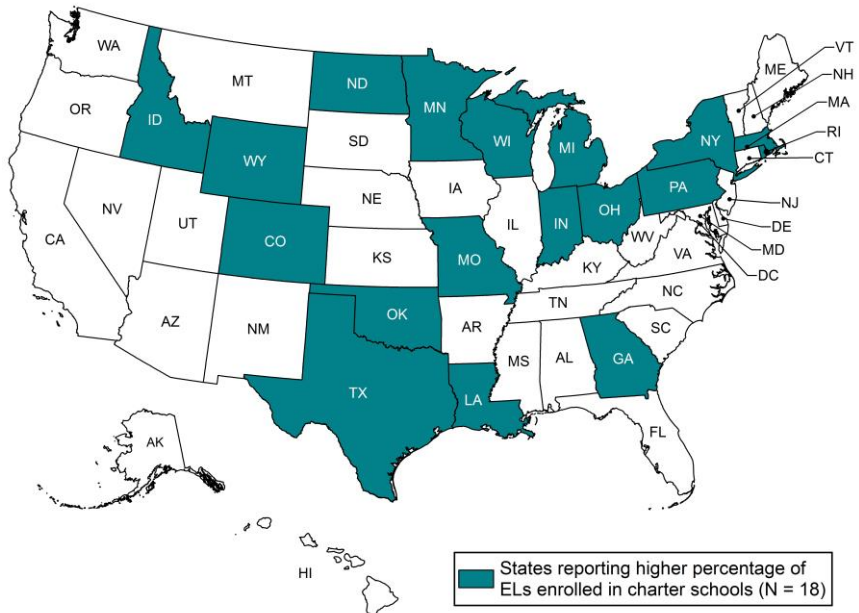 WA
VT
NH
ME
MT
ND
MN
MA
OR
ID
RI
WI
NY
SD
MI
CT
WY
PA
IA
NE
NJ
NV
OH
DE
IL
IN
UT
MD
WV
CA
CO
VA
KS
MO
DC
KY
NC
TN
OK
AZ
AR
NM
SC
MS
AL
GA
TX
LA
FL
AK
HI
States reporting higher percentage of
ELs enrolled in charter schools (N = 18)